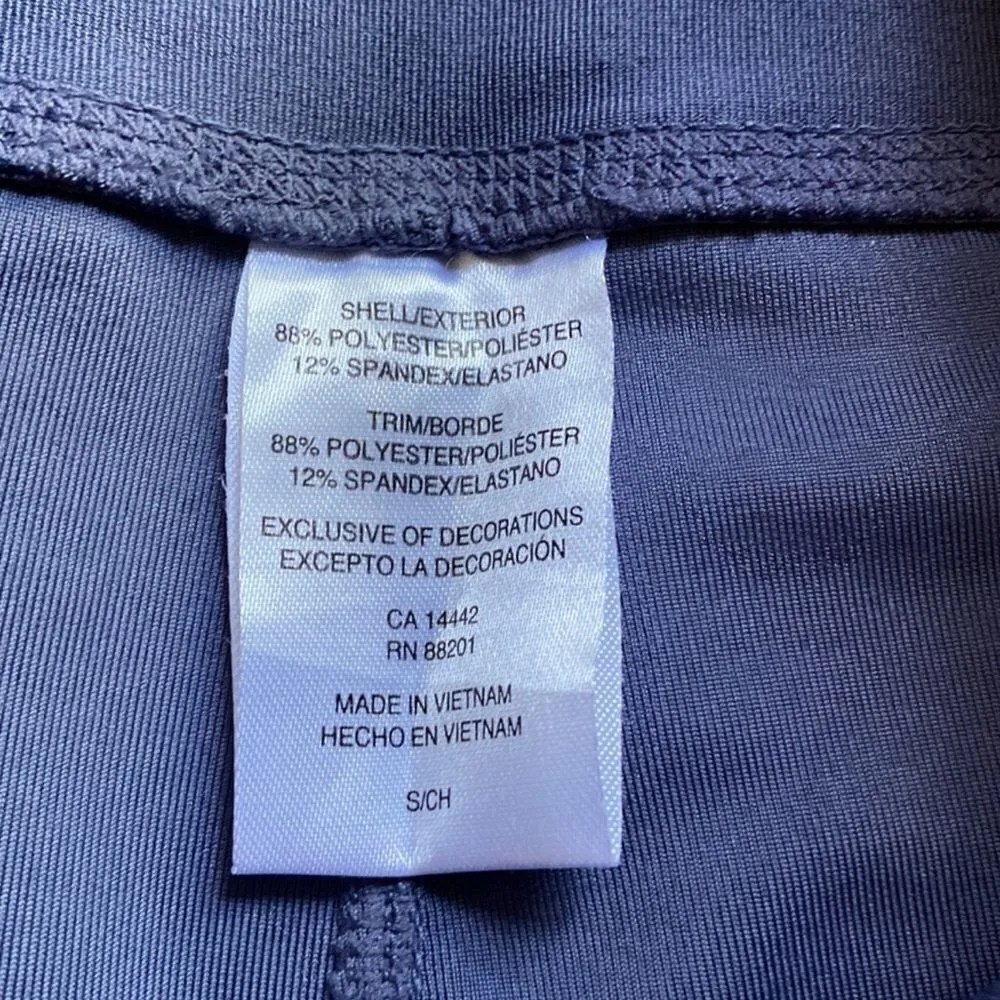 SHELL/EXTERIOR
88% POLYESTER/POLIÉSTER
12% SPANDEX/ELASTANO
TRIM/BORDE
88% POLYESTER/POLIÉSTER
12% SPANDEX/ELASTANO
EXCLUSIVE OF DECORATIONS
EXCEPTO LA DECORACIÓN
CA 14442
RN 88201
MADE IN VIETNAM
HECHO EN VIETNAM
S/CH